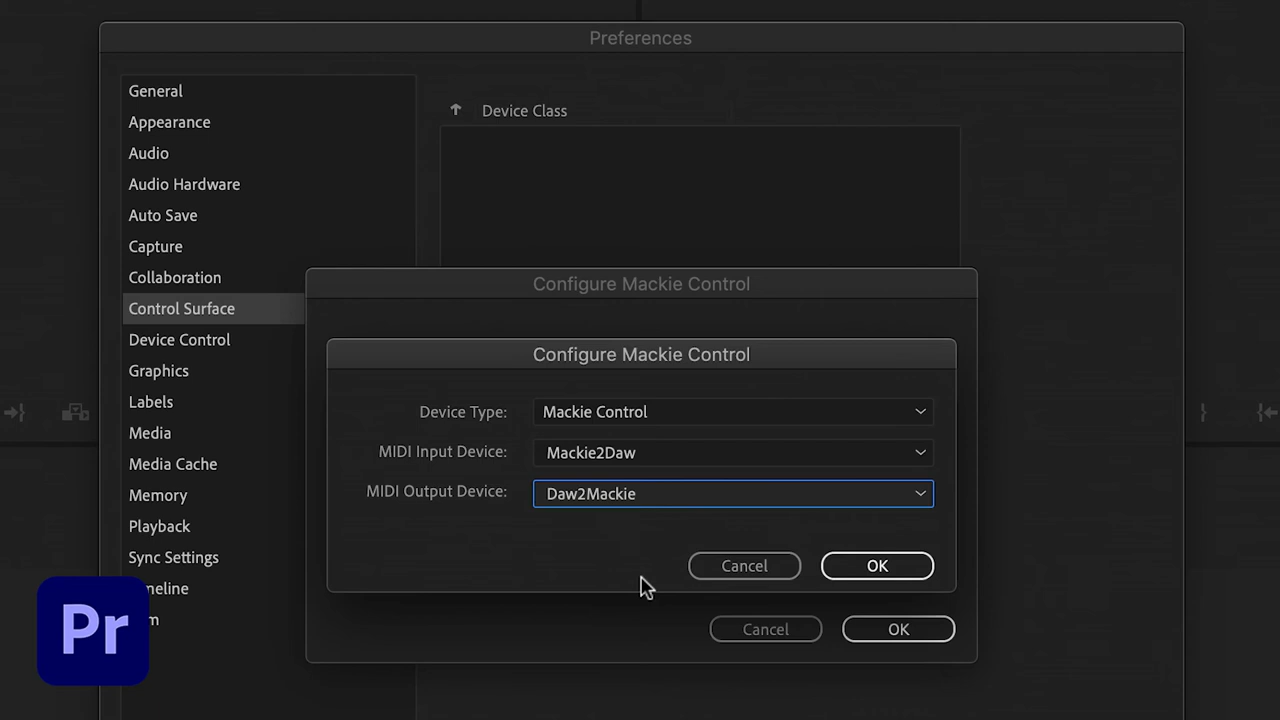 Preferences
General
Appearance
Audio
Audio Hardware
Auto Save
Capture
Collaboration
Control Surface
Device Control
Graphics
Labels
Media
Media Cache
Memory
Playback
Sync Settings
Device Class
Configure Mackie Control
Configure Mackie Control
Device Type: Mackie Control
MIDI Input Device: Mackie2Daw
MIDI Output Device: Daw2Mackie
Cancel OK
Cancel OK
Pr